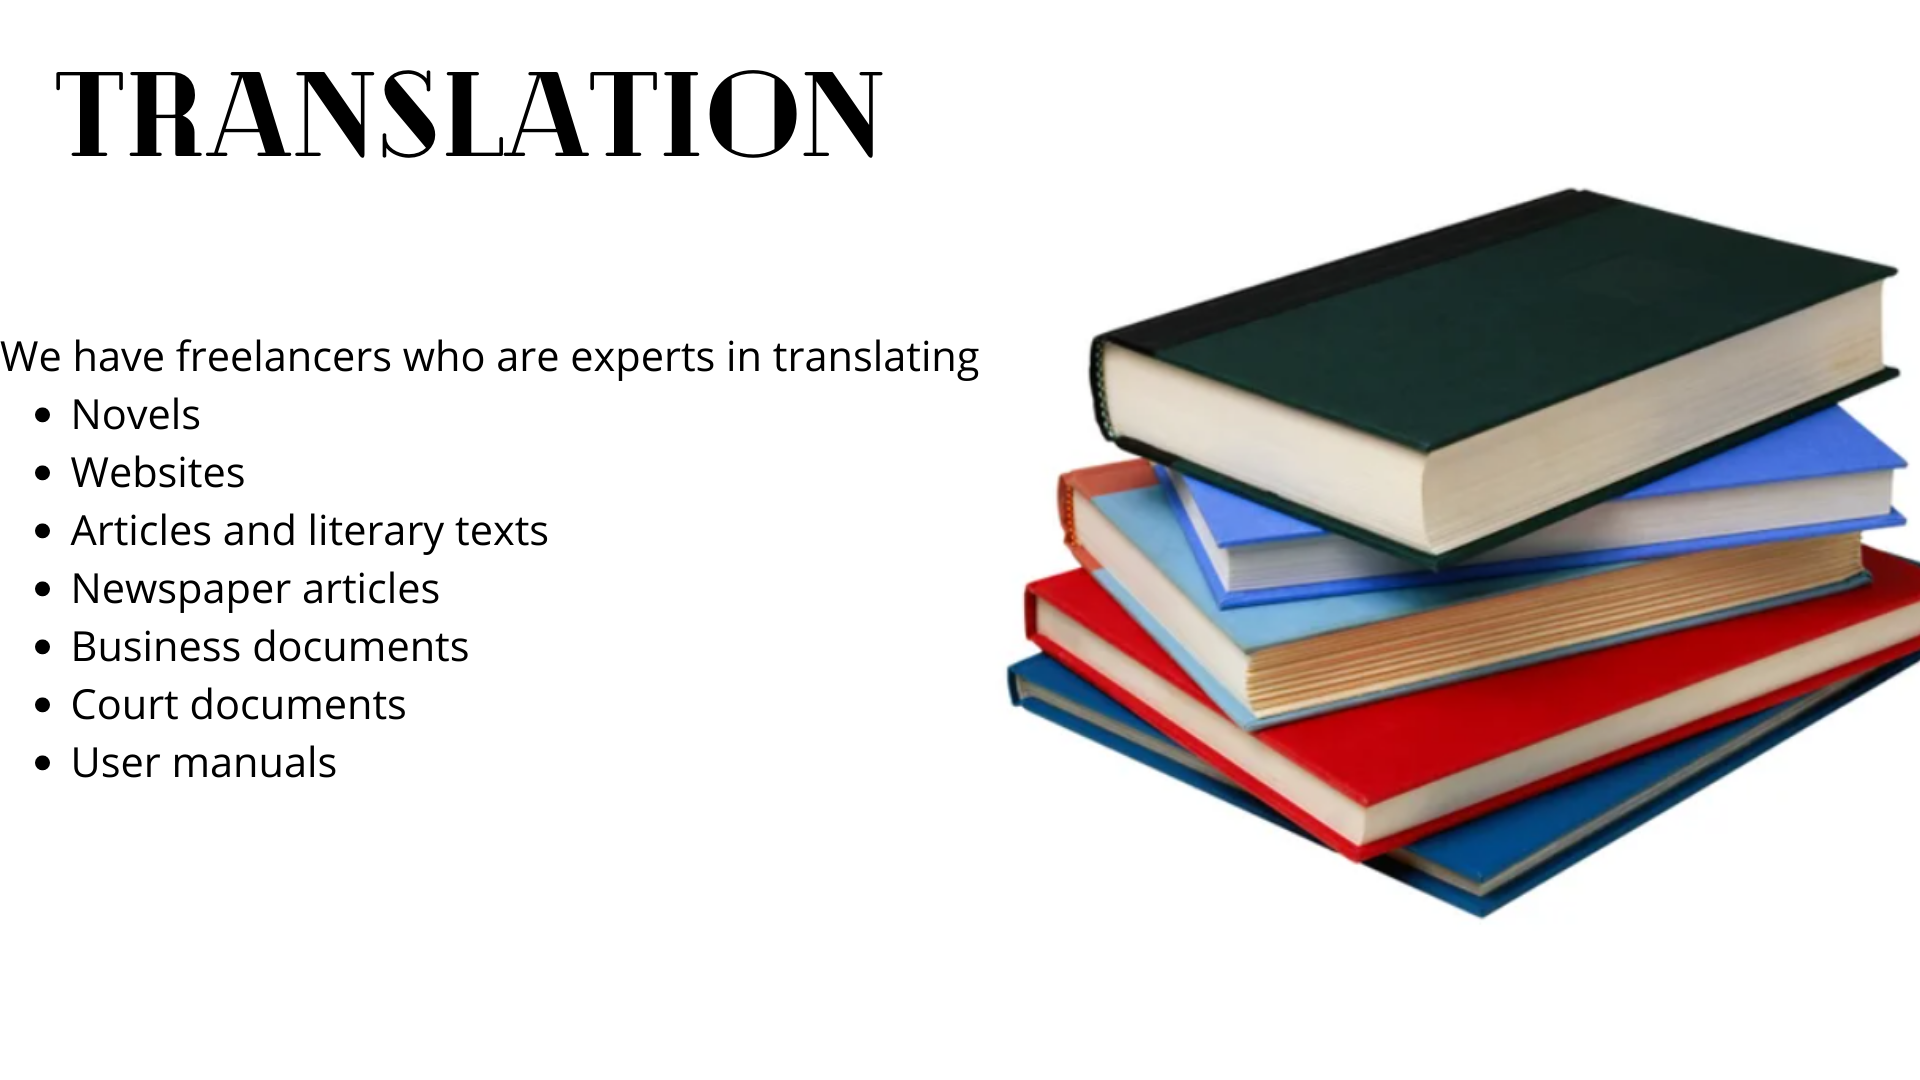 TRANSLATION
We have freelancers who are experts in translating
• Novels
• Websites
• Articles and literary texts
• Newspaper articles
• Business documents
• Court documents
• User manuals